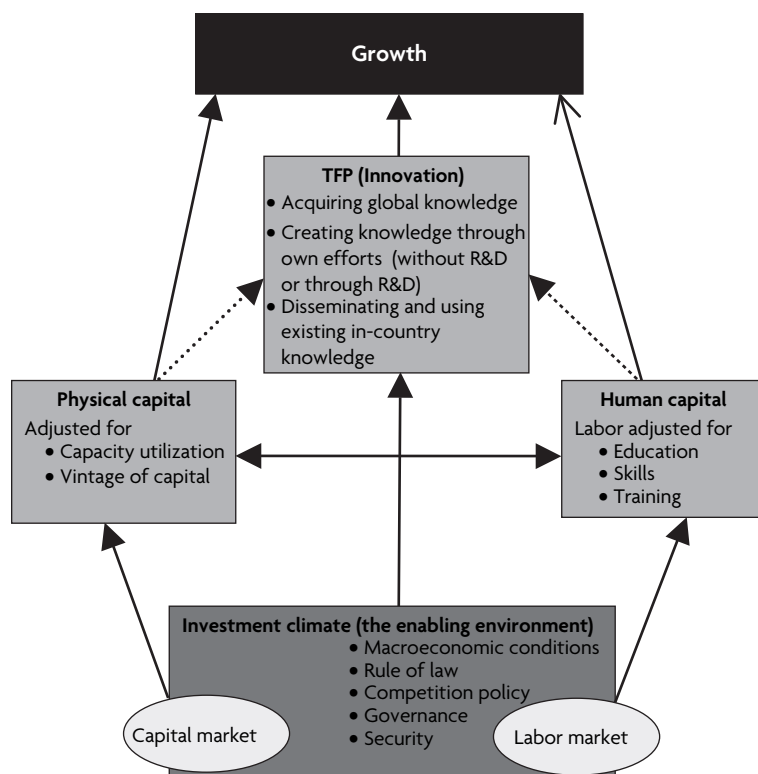 Growth
TFP (Innovation)
• Acquiring global knowledge
• Creating knowledge through
own efforts (without R&D
or through R&D)
• Disseminating and using
existing in-country
knowledge
Physical capital
Adjusted for
• Capacity utilization
• Vintage of capital
Human capital
Labor adjusted for
• Education
• Skills
• Training
Investment climate (the enabling environment)
• Macroeconomic conditions
• Rule of law
• Competition policy
• Governance
• Security
Capital market
Labor market